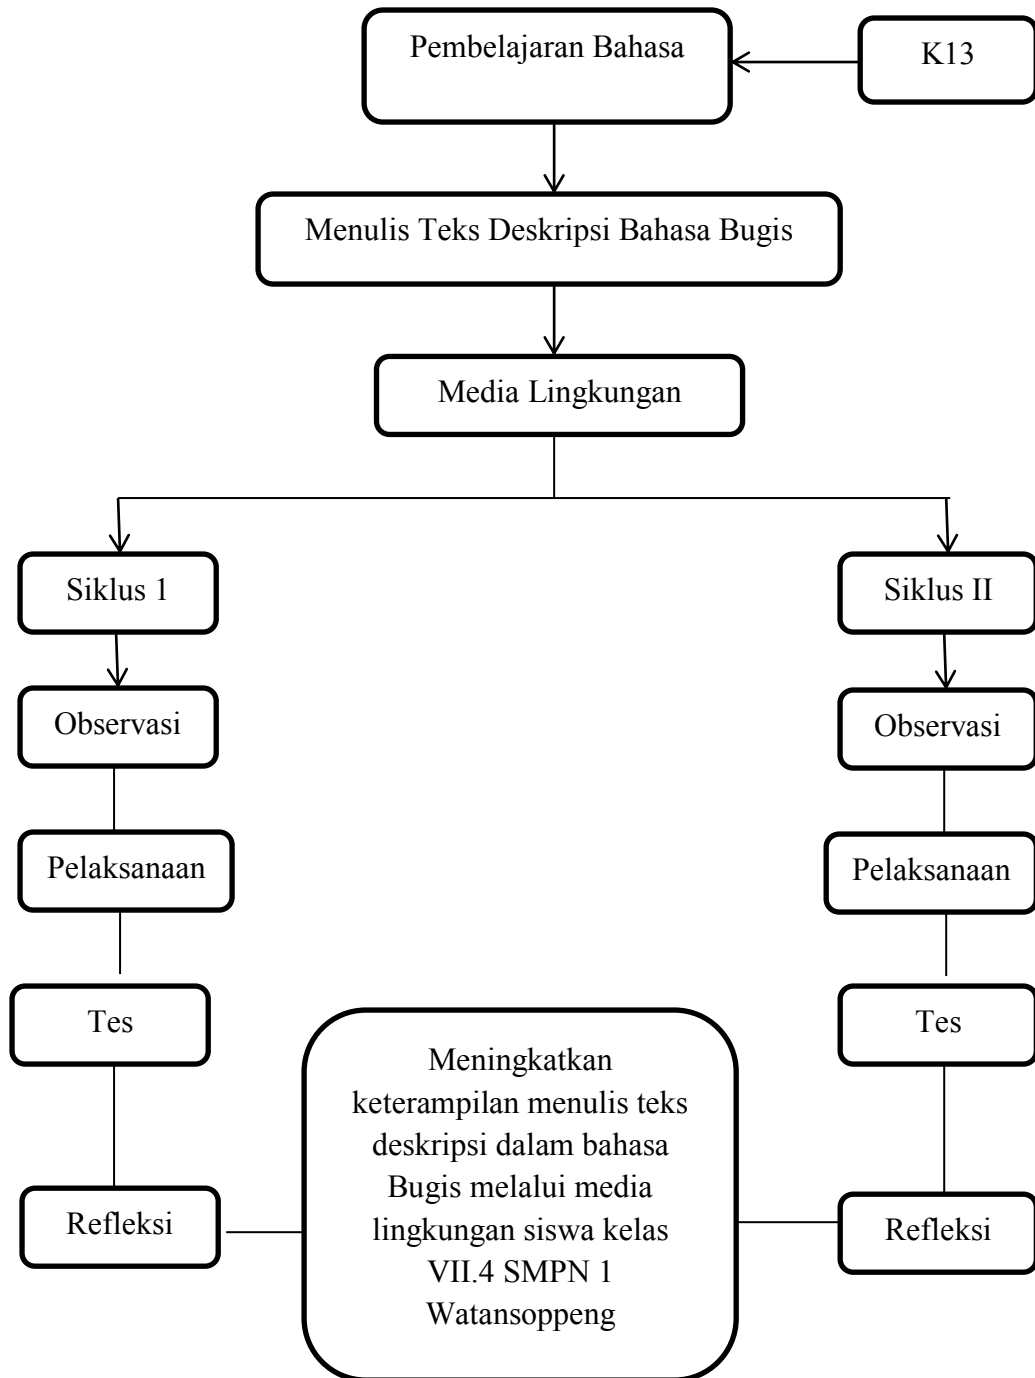 Pembelajaran Bahasa
K13
Menulis Teks Deskripsi Bahasa Bugis
Media Lingkungan
Siklus 1
Siklus II
Observasi
Observasi
Pelaksanaan
Pelaksanaan
Tes
Tes
Meningkatkan
keterampilan menulis teks
deskripsi dalam bahasa
Bugis melalui media
lingkungan siswa kelas
VII.4 SMPN 1
Watansoppeng
Refleksi
Refleksi